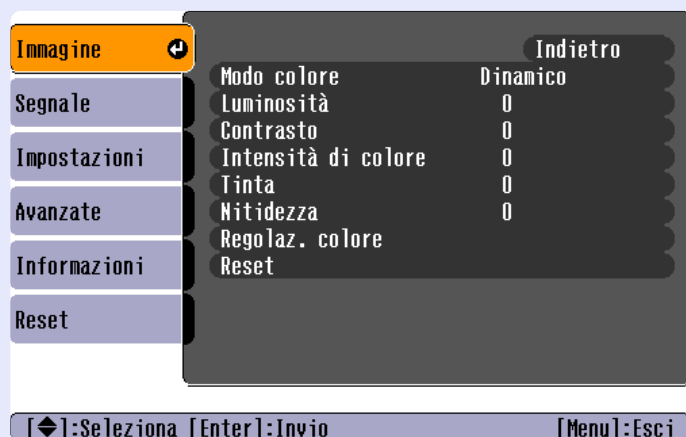 Immagine
Segnale
Impostazioni
Avanzate
Informazioni
Reset
Indietro
Modo colore Dinamico
Luminosità 0
Contrasto 0
Intensità di colore 0
Tinta 0
Nitidezza 0
Regolaz. colore
Reset
[◆]:Seleziona [Enter]:Invio [Menu]:Esci